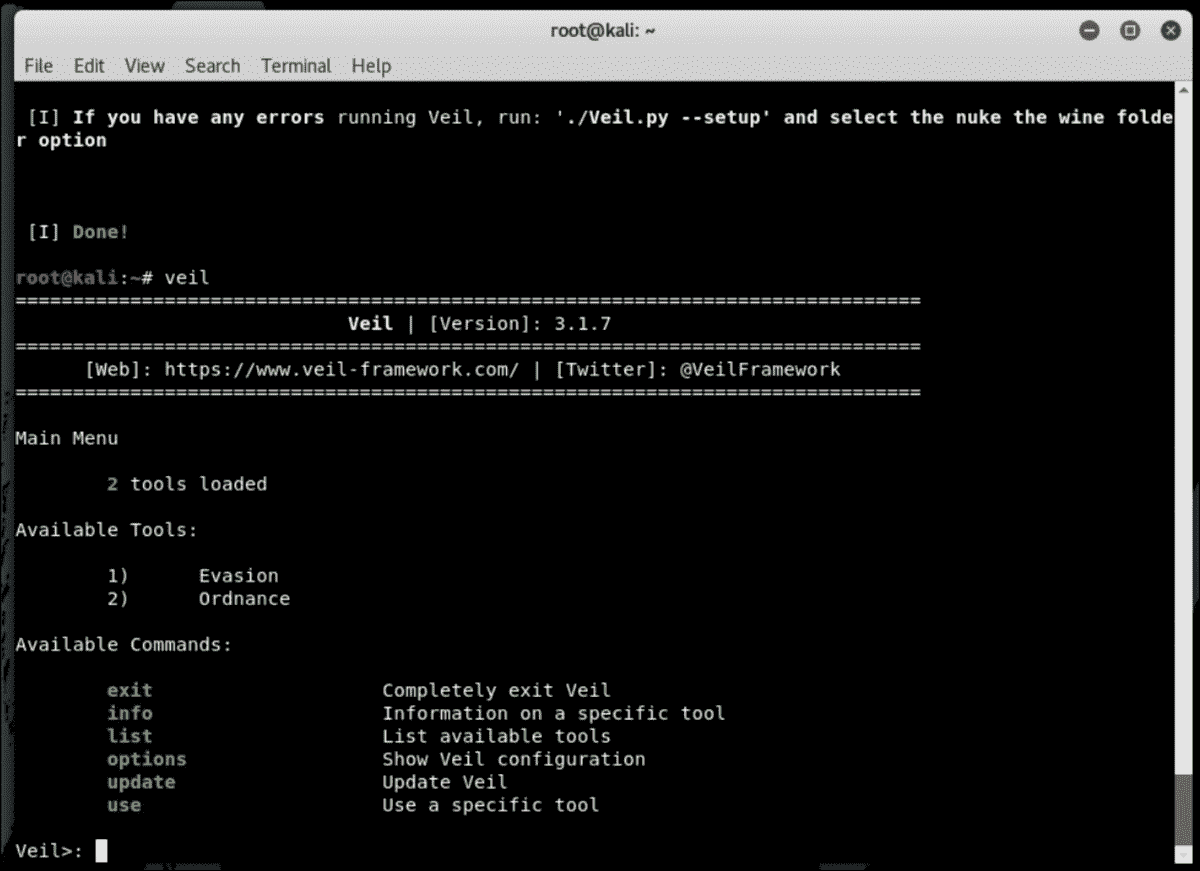 root@kali: ~
File Edit View Search Terminal Help
[I] If you have any errors running Veil, run: './Veil.py --setup' and select the nuke the wine folde
r option
[I] Done!
root@kali:~# veil
===============================================================================
Veil | [Version]: 3.1.7
===============================================================================
[Web]: https://www.veil-framework.com/ | [Twitter]: @VeilFramework
===============================================================================
Main Menu
2 tools loaded
Available Tools:
1) Evasion
2) Ordnance
Available Commands:
exit Completely exit Veil
info Information on a specific tool
list List available tools
options Show Veil configuration
update Update Veil
use Use a specific tool
Veil>: